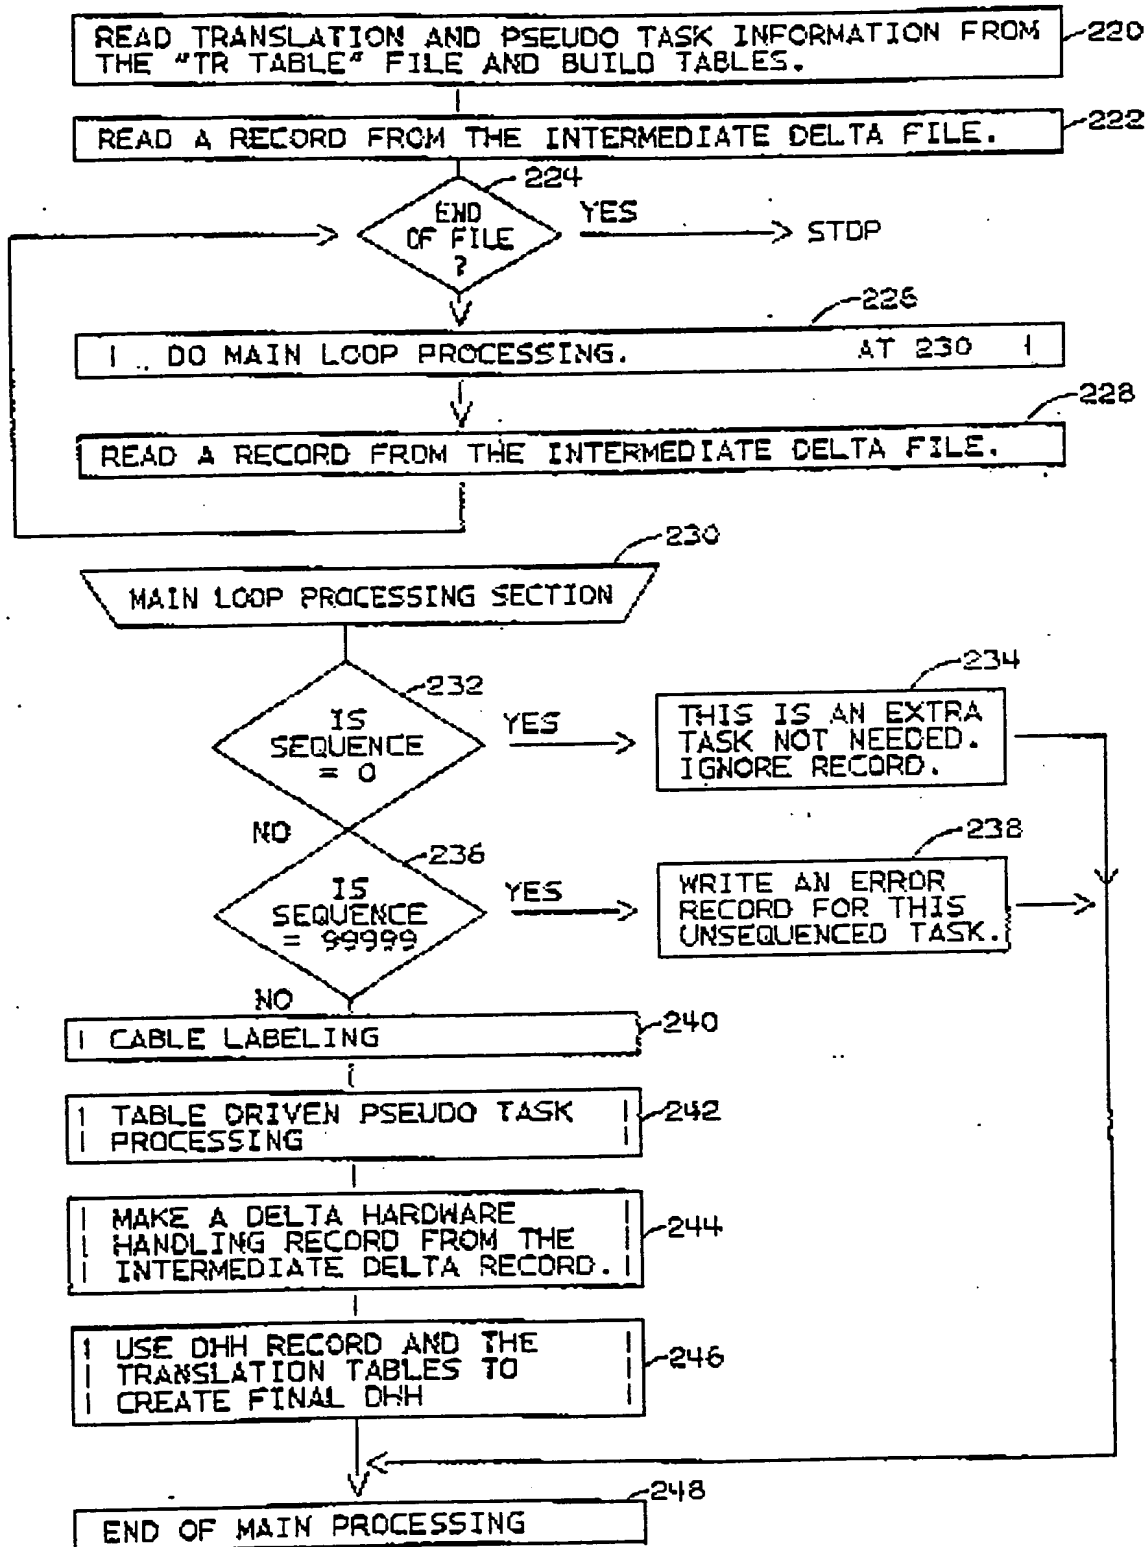 READ TRANSLATION AND PSEUDO TASK INFORMATION FROM
THE "TR TABLE" FILE AND BUILD TABLES.
220
READ A RECORD FROM THE INTERMEDIATE DELTA FILE.
222
224
END
OF FILE
?
YES
STOP
226
DO MAIN LOOP PROCESSING. AT 230
228
READ A RECORD FROM THE INTERMEDIATE DELTA FILE.
230
MAIN LOOP PROCESSING SECTION
232
IS
SEQUENCE
= 0
YES
234
THIS IS AN EXTRA
TASK NOT NEEDED.
IGNORE RECORD.
NO
236
IS
SEQUENCE
= 99999
YES
238
WRITE AN ERROR
RECORD FOR THIS
UNSEQUENCED TASK.
NO
CABLE LABELING
240
TABLE DRIVEN PSEUDO TASK
PROCESSING
242
MAKE A DELTA HARDWARE
HANDLING RECORD FROM THE
INTERMEDIATE DELTA RECORD.
244
USE DHH RECORD AND THE
TRANSLATION TABLES TO
CREATE FINAL DHH
246
248
END OF MAIN PROCESSING